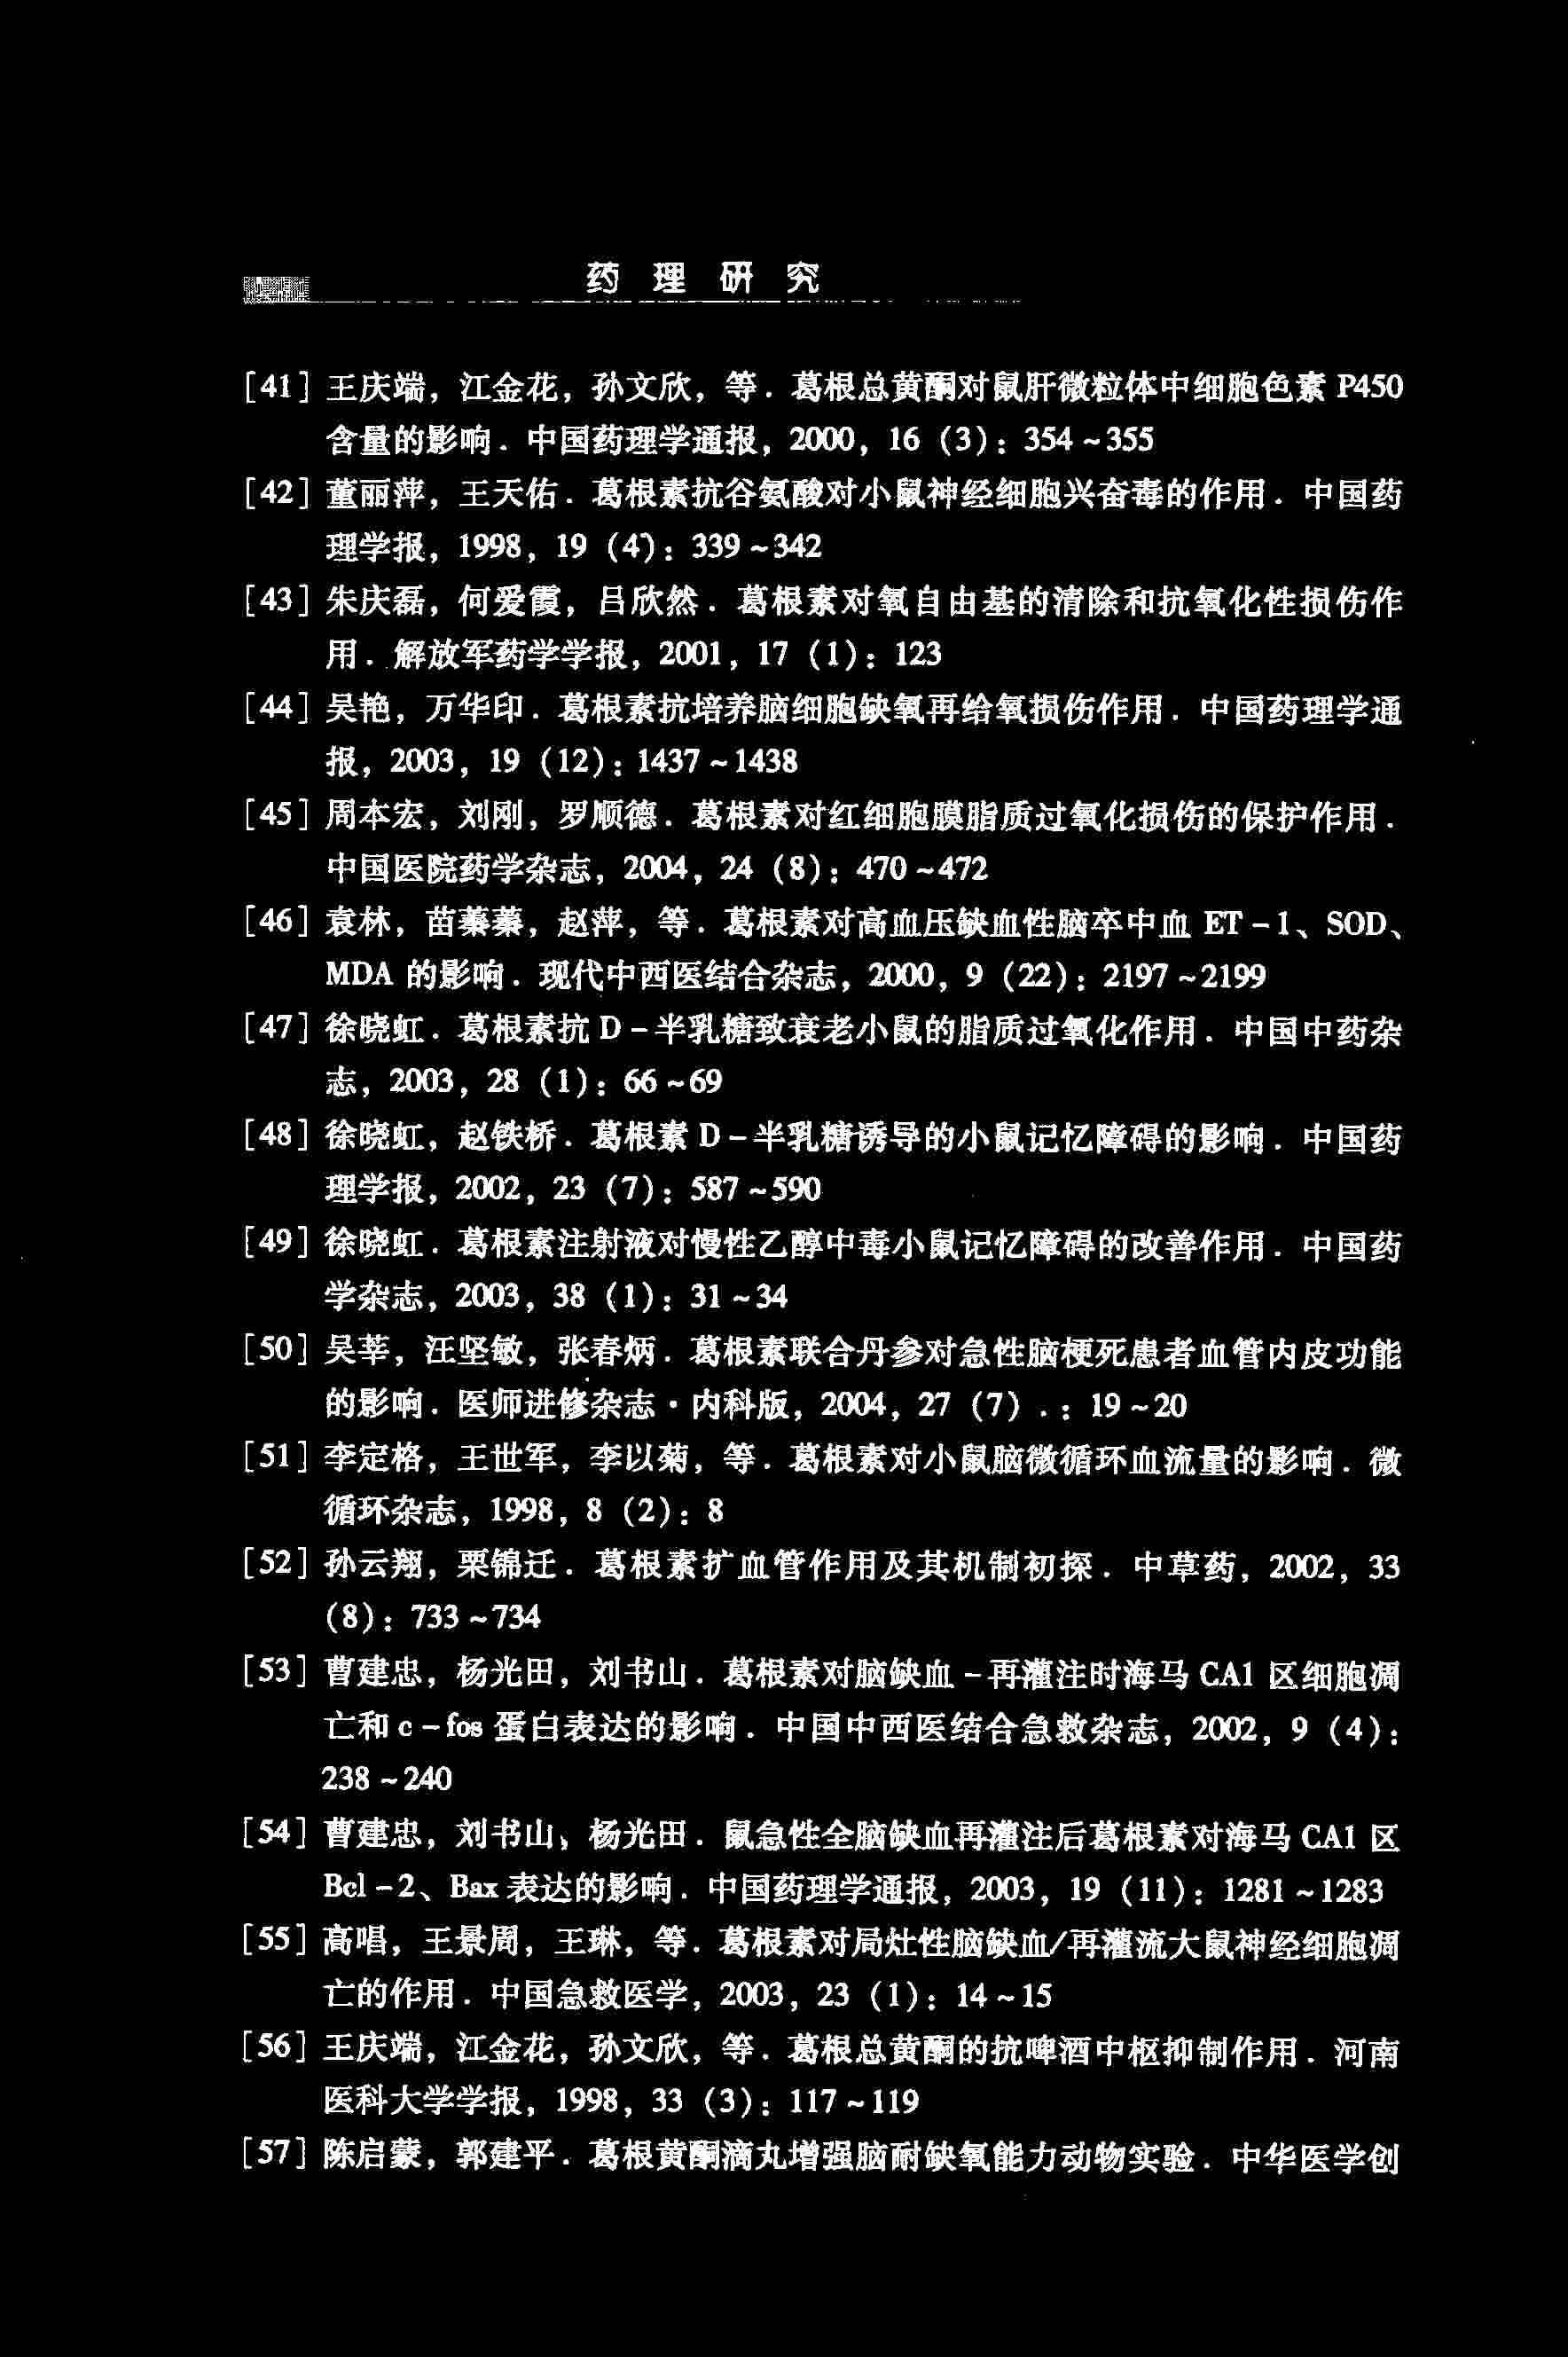 药理研究
[41] 王庆端，江金花，孙文欣，等．葛根总黄酮对鼠肝微粒体中细胞色素 P450
含量的影响．中国药理学通报，2000，16（3）：354～355
[42] 董丽萍，王天佑．葛根素抗谷氨酸对小鼠神经细胞兴奋毒的作用．中国药
理学报，1998，19（4）：339～342
[43] 朱庆磊，何爱霞，吕欣然．葛根素对氧自由基的清除和抗氧化性损伤作
用．解放军药学学报，2001，17（1）：123
[44] 吴艳，万华印．葛根素抗培养脑细胞缺氧再给氧损伤作用．中国药理学通
报，2003，19（12）：1437～1438
[45] 周本宏，刘刚，罗顺德．葛根素对红细胞膜脂质过氧化损伤的保护作用．
中国医院药学杂志，2004，24（8）：470～472
[46] 袁林，苗蓁蓁，赵萍，等．葛根素对高血压缺血性脑卒中血 ET－1、SOD、
MDA 的影响．现代中西医结合杂志，2000，9（22）：2197～2199
[47] 徐晓虹．葛根素抗 D－半乳糖致衰老小鼠的脂质过氧化作用．中国中药杂
志，2003，28（1）：66～69
[48] 徐晓虹，赵铁桥．葛根素 D－半乳糖诱导的小鼠记忆障碍的影响．中国药
理学报，2002，23（7）：587～590
[49] 徐晓虹．葛根素注射液对慢性乙醇中毒小鼠记忆障碍的改善作用．中国药
学杂志，2003，38（1）：31～34
[50] 吴莘，汪坚敏，张春炳．葛根素联合丹参对急性脑梗死患者血管内皮功能
的影响．医师进修杂志·内科版，2004，27（7）．：19～20
[51] 李定格，王世军，李以菊，等．葛根素对小鼠脑微循环血流量的影响．微
循环杂志，1998，8（2）：8
[52] 孙云翔，栗锦迁．葛根素扩血管作用及其机制初探．中草药，2002，33
（8）：733～734
[53] 曹建忠，杨光田，刘书山．葛根素对脑缺血－再灌注时海马 CA1 区细胞凋
亡和 c－fos 蛋白表达的影响．中国中西医结合急救杂志，2002，9（4）：
238～240
[54] 曹建忠，刘书山，杨光田．鼠急性全脑缺血再灌注后葛根素对海马 CA1 区
Bcl－2、Bax 表达的影响．中国药理学通报，2003，19（11）：1281～1283
[55] 高唱，王景周，王琳，等．葛根素对局灶性脑缺血/再灌流大鼠神经细胞凋
亡的作用．中国急救医学，2003，23（1）：14～15
[56] 王庆端，江金花，孙文欣，等．葛根总黄酮的抗啤酒中枢抑制作用．河南
医科大学学报，1998，33（3）：117～119
[57] 陈启蒙，郭建平．葛根黄酮滴丸增强脑耐缺氧能力动物实验．中华医学创